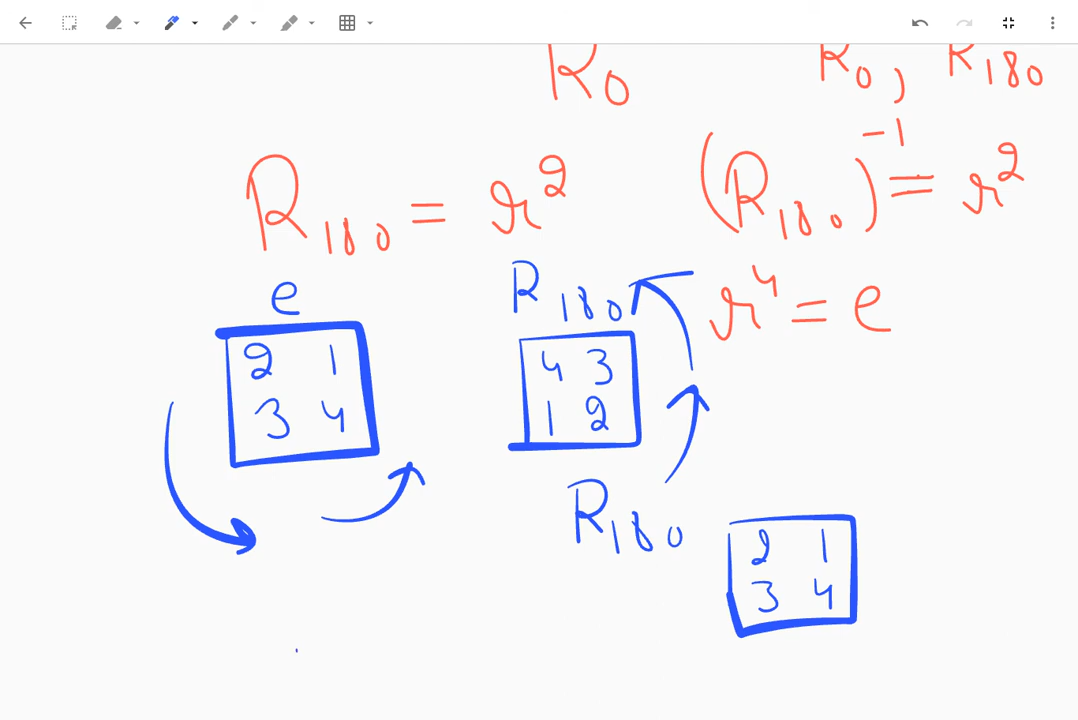 R₀ R₀, R₁₈₀
R₁₈₀ = r² (R₁₈₀)⁻¹ = r²
e R₁₈₀ r⁴ = e
2 1 4 3
3 4 1 2
R₁₈₀
2 1
3 4